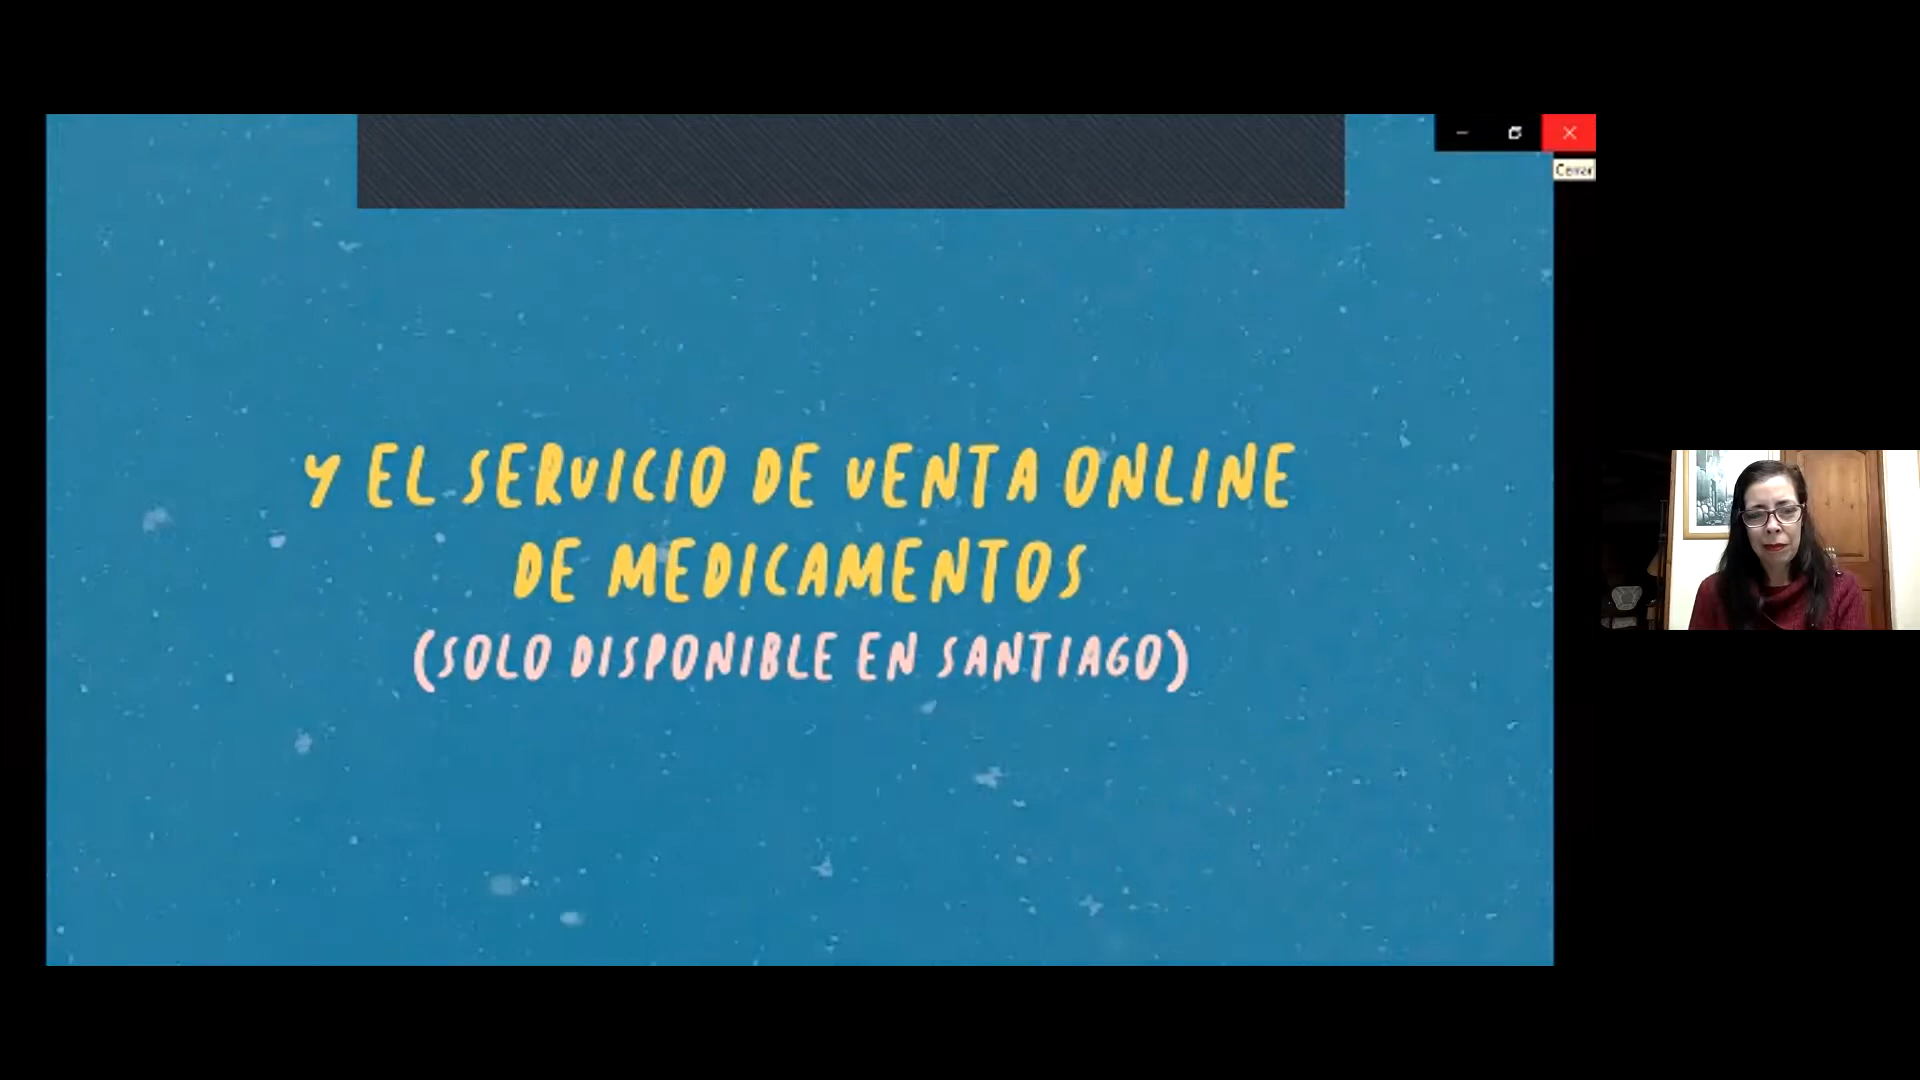 Cerrar
Y EL SERVICIO DE VENTA ONLINE
DE MEDICAMENTOS
(SOLO DISPONIBLE EN SANTIAGO)